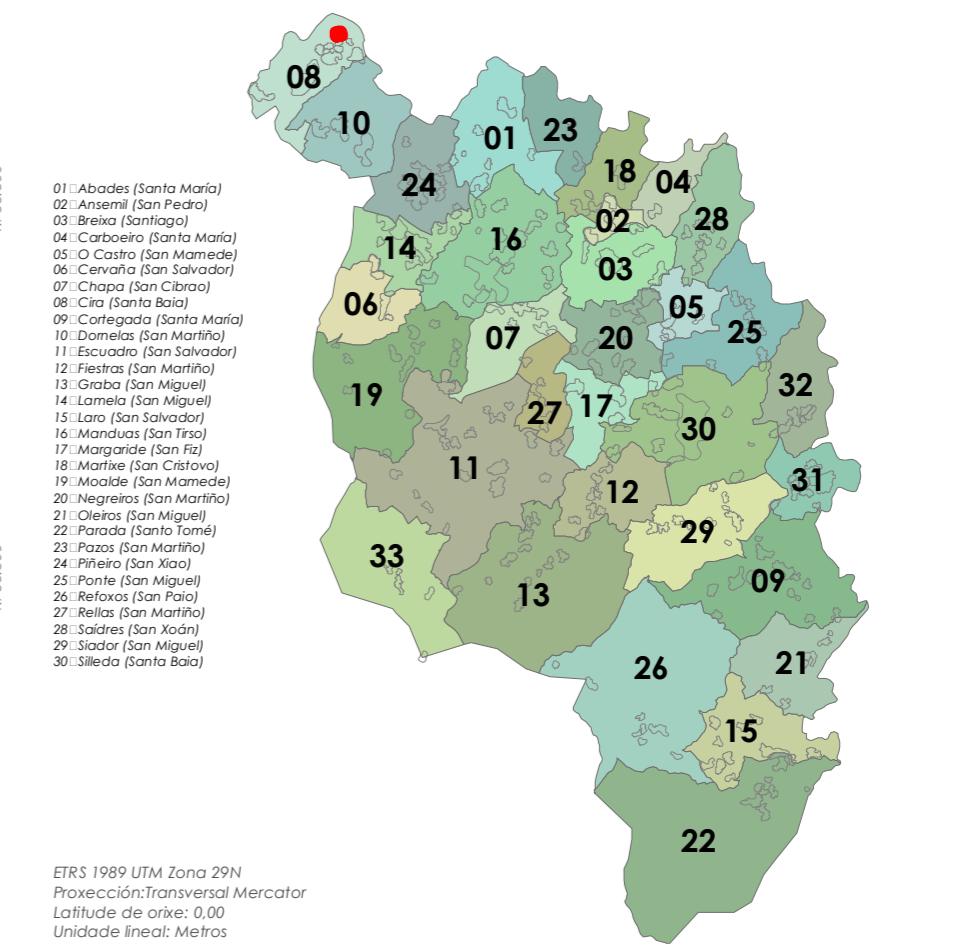 08
10
01
23
18
04
24
02
28
16
14
03
06
05
25
07
20
32
19
27
17
30
11
12
31
29
33
13
09
26
21
15
22
01□Abades (Santa María)
02□Ansemil (San Pedro)
03□Breixa (Santiago)
04□Carboeiro (Santa María)
05□O Castro (San Mamede)
06□Cervaña (San Salvador)
07□Chapa (San Cibrao)
08□Cira (Santa Baia)
09□Cortegada (Santa María)
10□Dornelas (San Martiño)
11□Escuadro (San Salvador)
12□Fiestras (San Martiño)
13□Graba (San Miguel)
14□Lamela (San Miguel)
15□Laro (San Salvador)
16□Manduas (San Tirso)
17□Margaride (San Fiz)
18□Martixe (San Cristovo)
19□Moalde (San Mamede)
20□Negreiros (San Martiño)
21□Oleiros (San Miguel)
22□Parada (Santo Tomé)
23□Pazos (San Martiño)
24□Piñeiro (San Xiao)
25□Ponte (San Miguel)
26□Refoxos (San Paio)
27□Rellas (San Martiño)
28□Saídres (San Xoán)
29□Siador (San Miguel)
30□Silleda (Santa Baia)
ETRS 1989 UTM Zona 29N
Proxección:Transversal Mercator
Latitude de orixe: 0,00
Unidade lineal: Metros